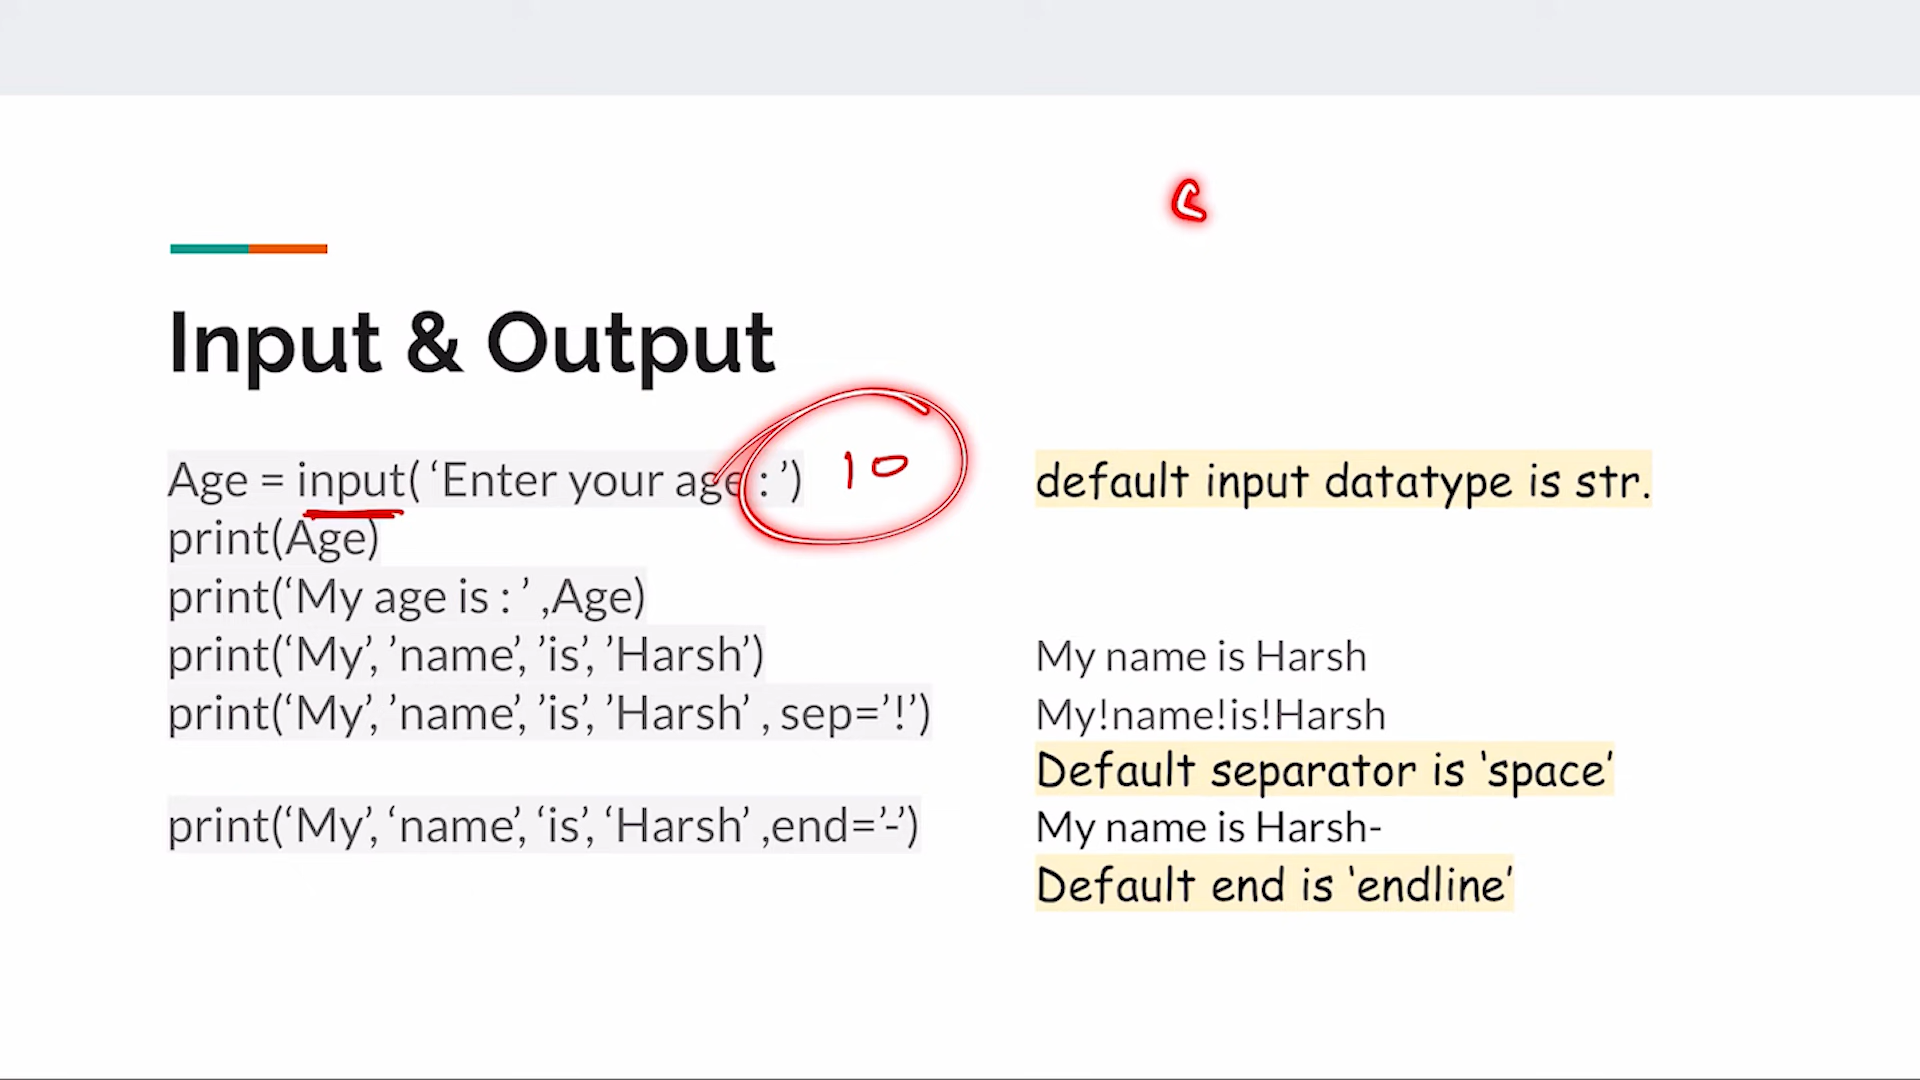 Input & Output
Age = input( ‘Enter your age : ’) 10
default input datatype is str.
print(Age)
print(‘My age is : ’ ,Age)
print(‘My’, ’name’, ’is’, ’Harsh’)
My name is Harsh
print(‘My’, ’name’, ’is’, ’Harsh’ , sep=’!’)
My!name!is!Harsh
Default separator is ‘space’
print(‘My’, ‘name’, ‘is’, ‘Harsh’ ,end=’-’)
My name is Harsh-
Default end is ‘endline’